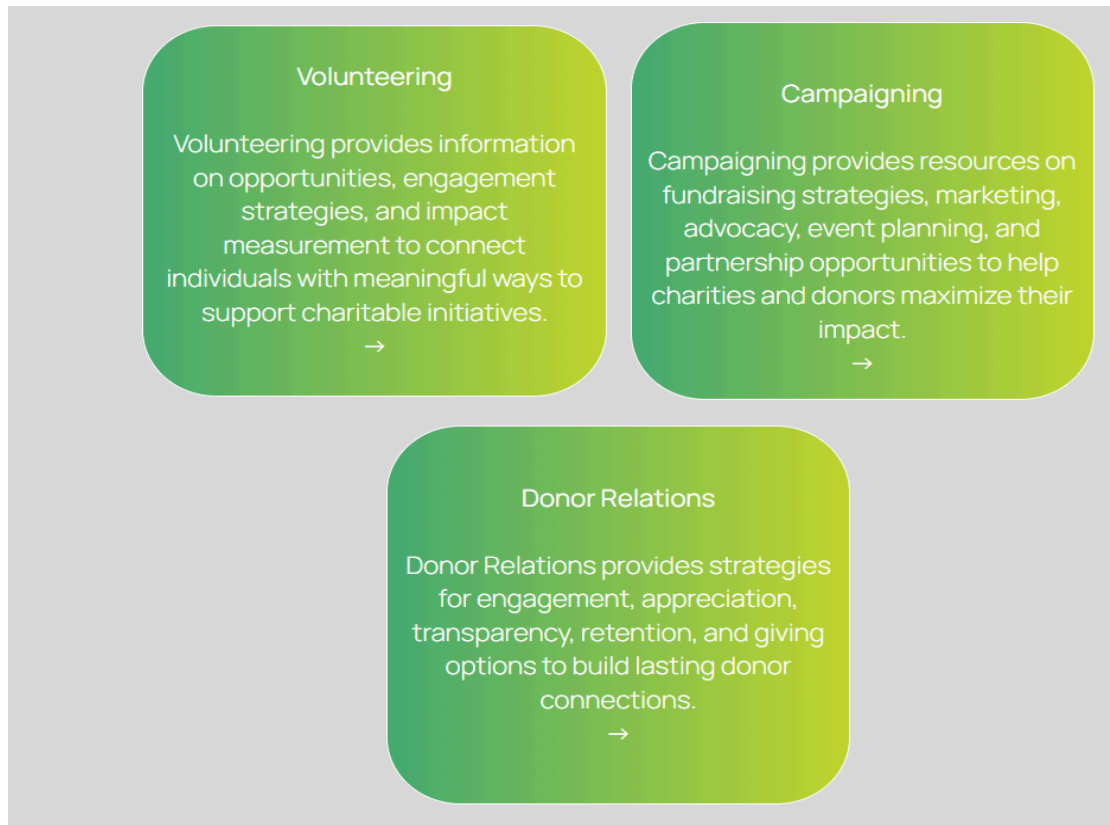 Volunteering
Volunteering provides information
on opportunities, engagement
strategies, and impact
measurement to connect
individuals with meaningful ways to
support charitable initiatives.
→
Campaigning
Campaigning provides resources on
fundraising strategies, marketing,
advocacy, event planning, and
partnership opportunities to help
charities and donors maximize their
impact.
→
Donor Relations
Donor Relations provides strategies
for engagement, appreciation,
transparency, retention, and giving
options to build lasting donor
connections.
→